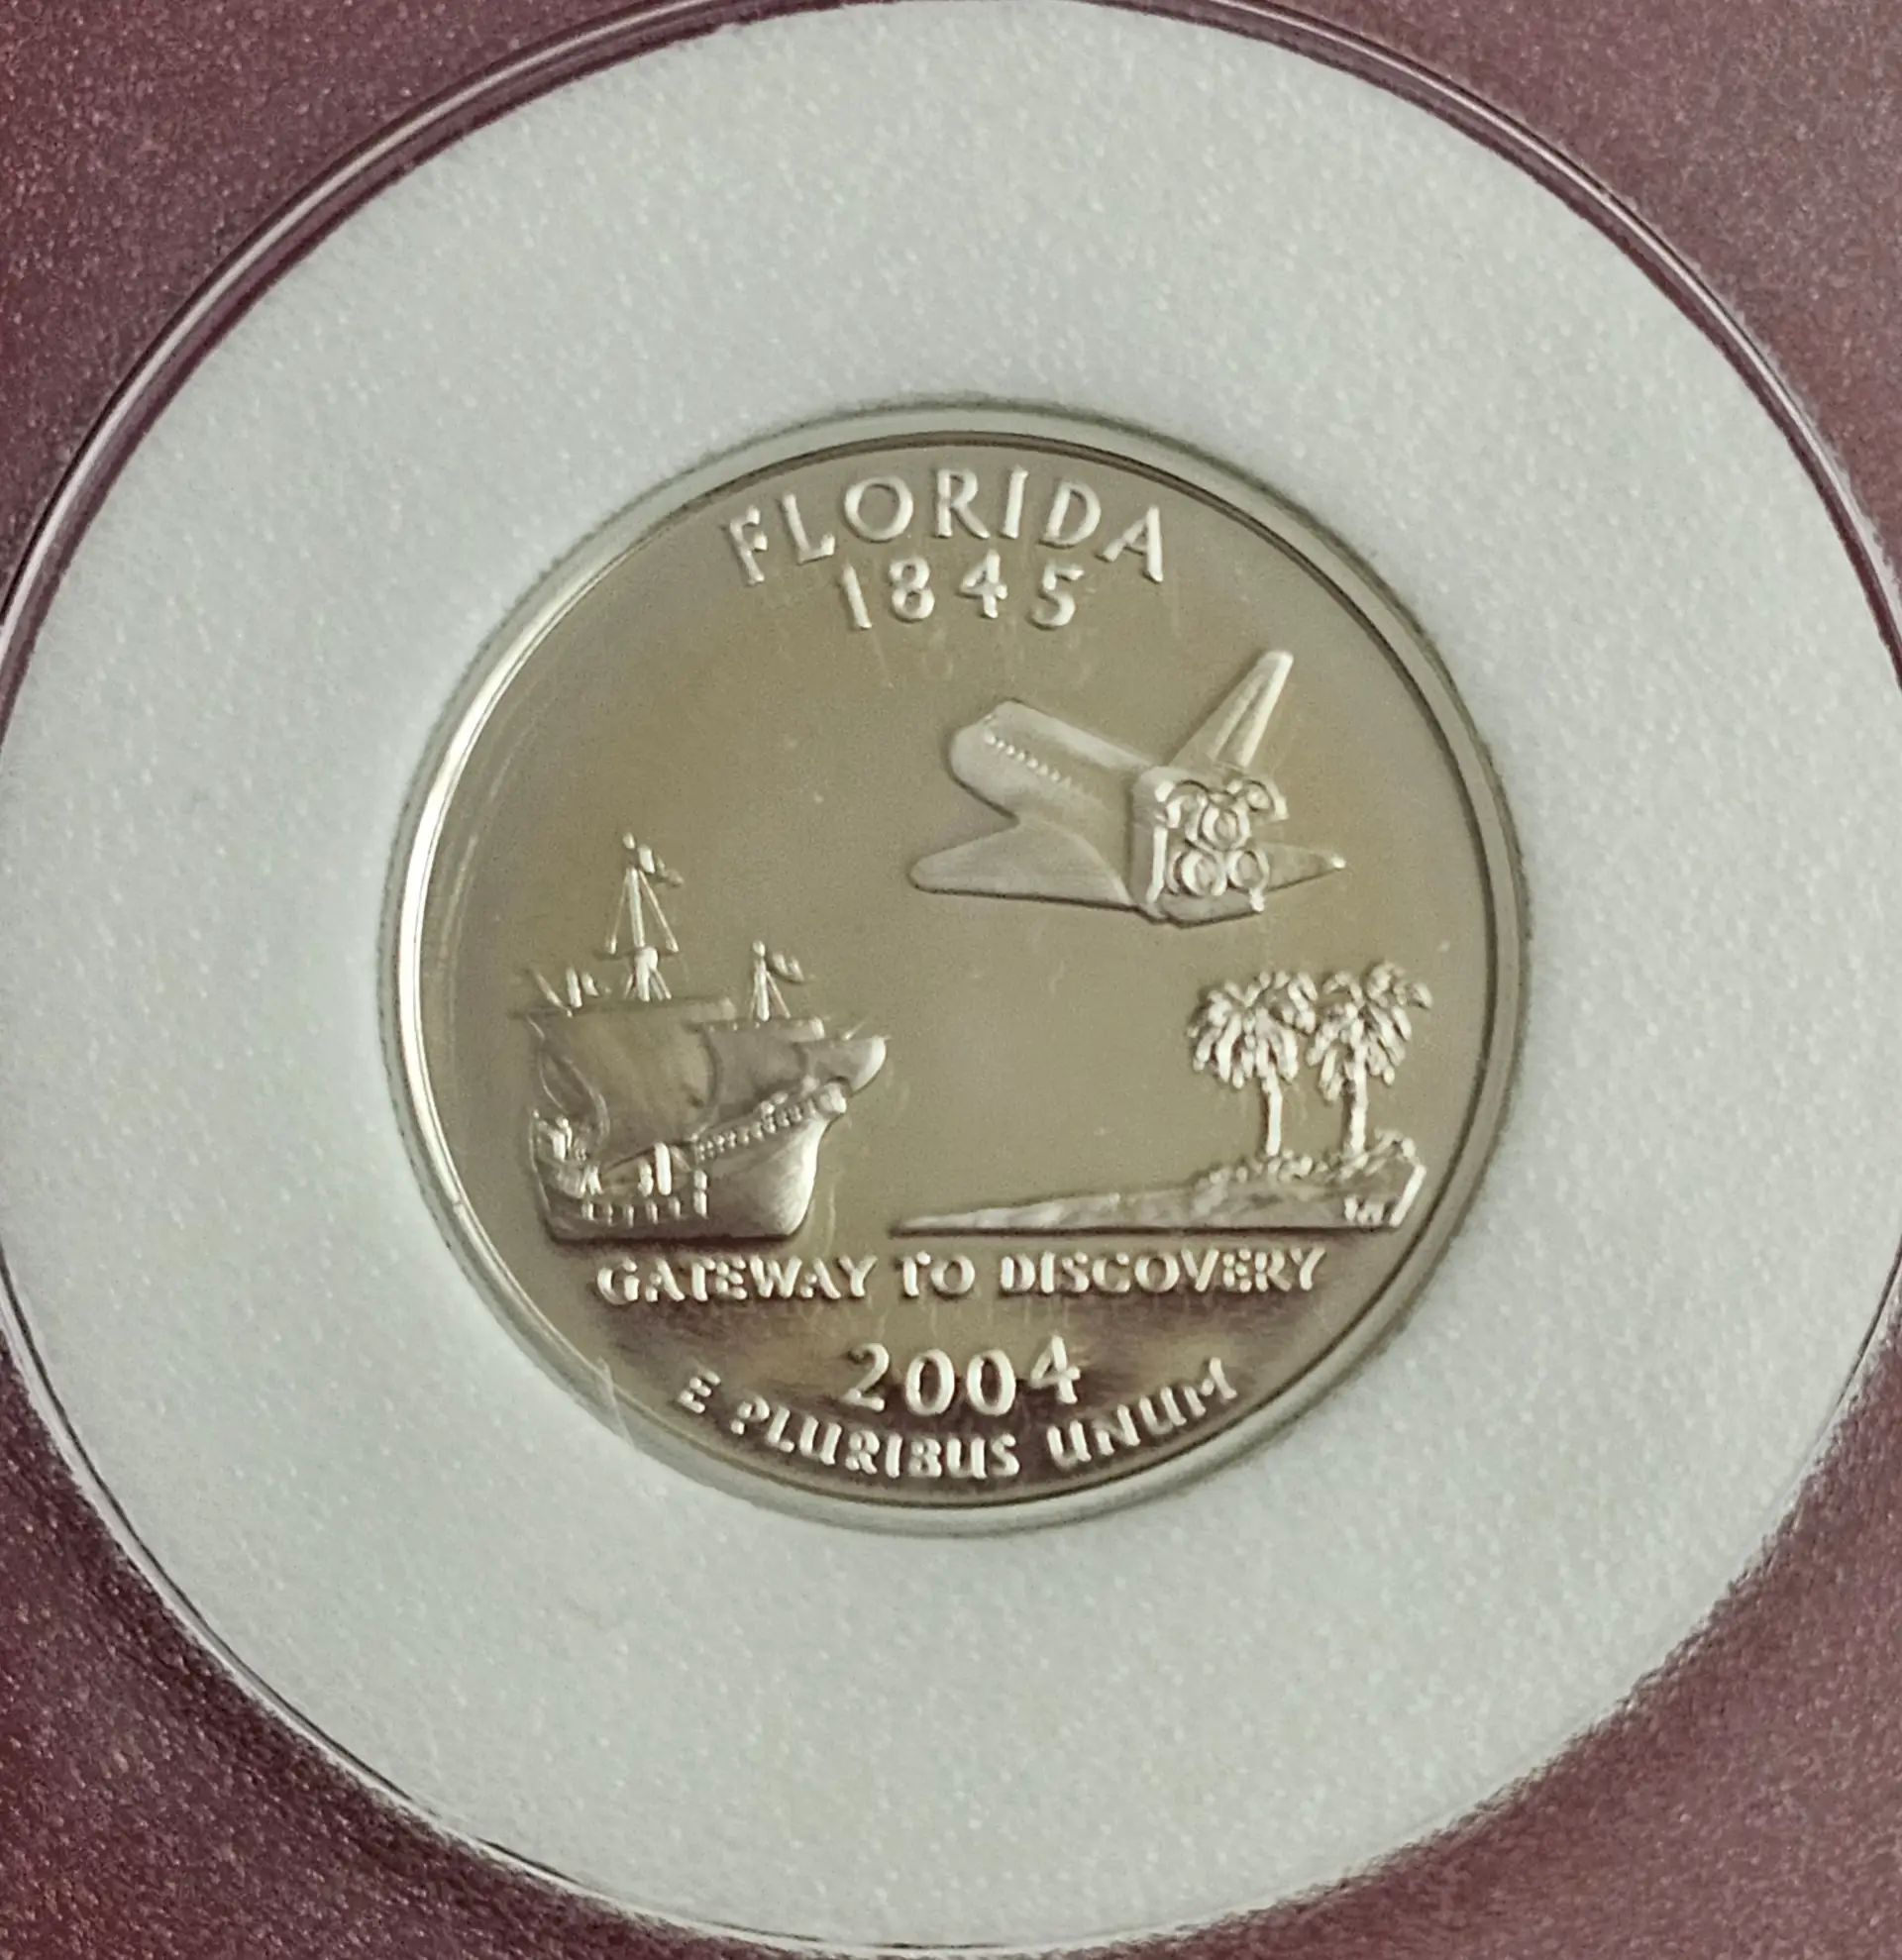 FLORIDA
1845
GATEWAY TO DISCOVERY
2004
E PLURIBUS UNUM